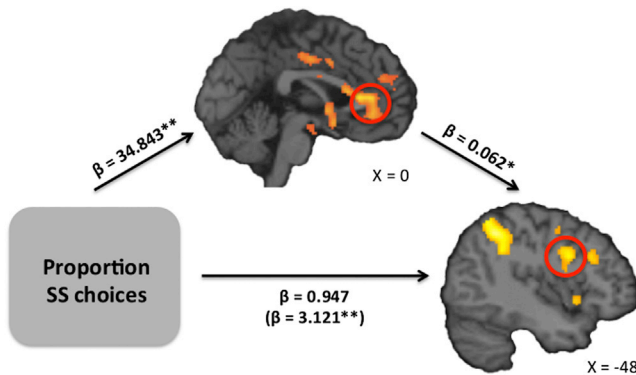 β = 34.843**
X = 0
β = 0.062*
Proportion
SS choices
β = 0.947
(β = 3.121**)
X = -48